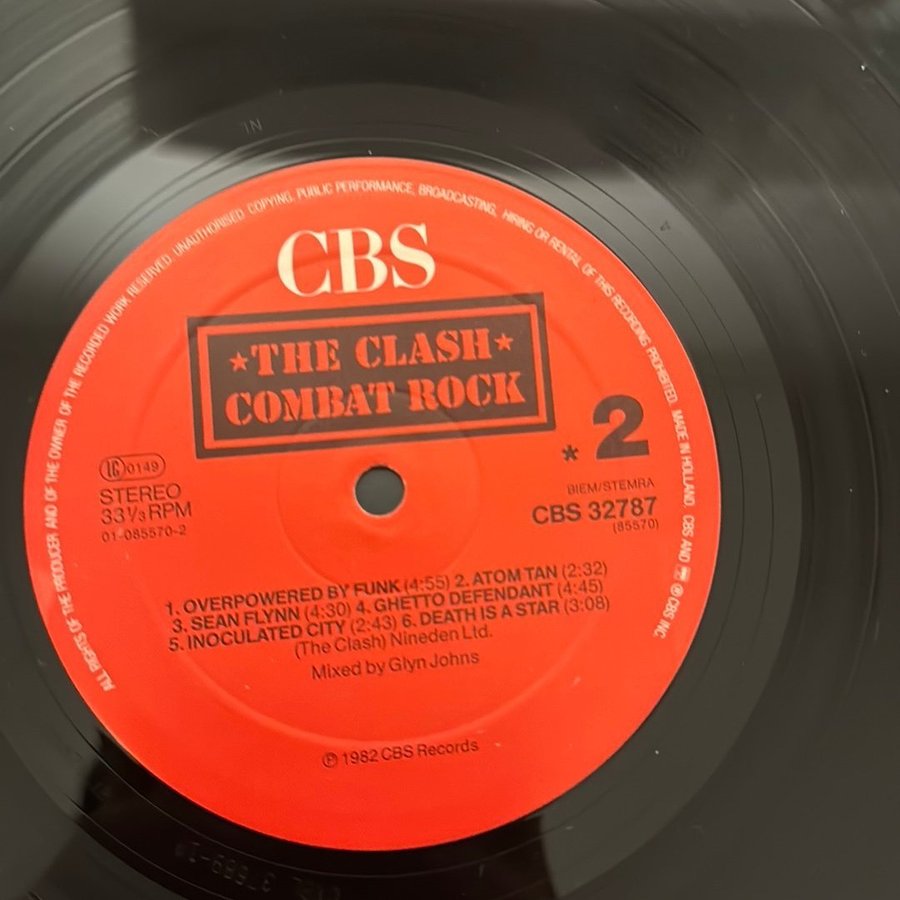 ALL RIGHTS OF THE PRODUCER AND OF THE OWNER OF THE RECORDED WORK RESERVED. UNAUTHORISED COPYING, PUBLIC PERFORMANCE, BROADCASTING, HIRING OR RENTAL OF THIS RECORDING PROHIBITED. MADE IN HOLLAND. CBS AND ℗ © CBS INC.
CBS
★THE CLASH★
COMBAT ROCK
* 2
LC 0149
STEREO
33⅓ RPM
01-085570-2
BIEM/STEMRA
CBS 32787
(85570)
1. OVERPOWERED BY FUNK (4:55) 2. ATOM TAN (2:32)
3. SEAN FLYNN (4:30) 4. GHETTO DEFENDANT (4:45)
5. INOCULATED CITY (2:43) 6. DEATH IS A STAR (3:08)
(The Clash) Nineden Ltd.
Mixed by Glyn Johns
℗ 1982 CBS Records